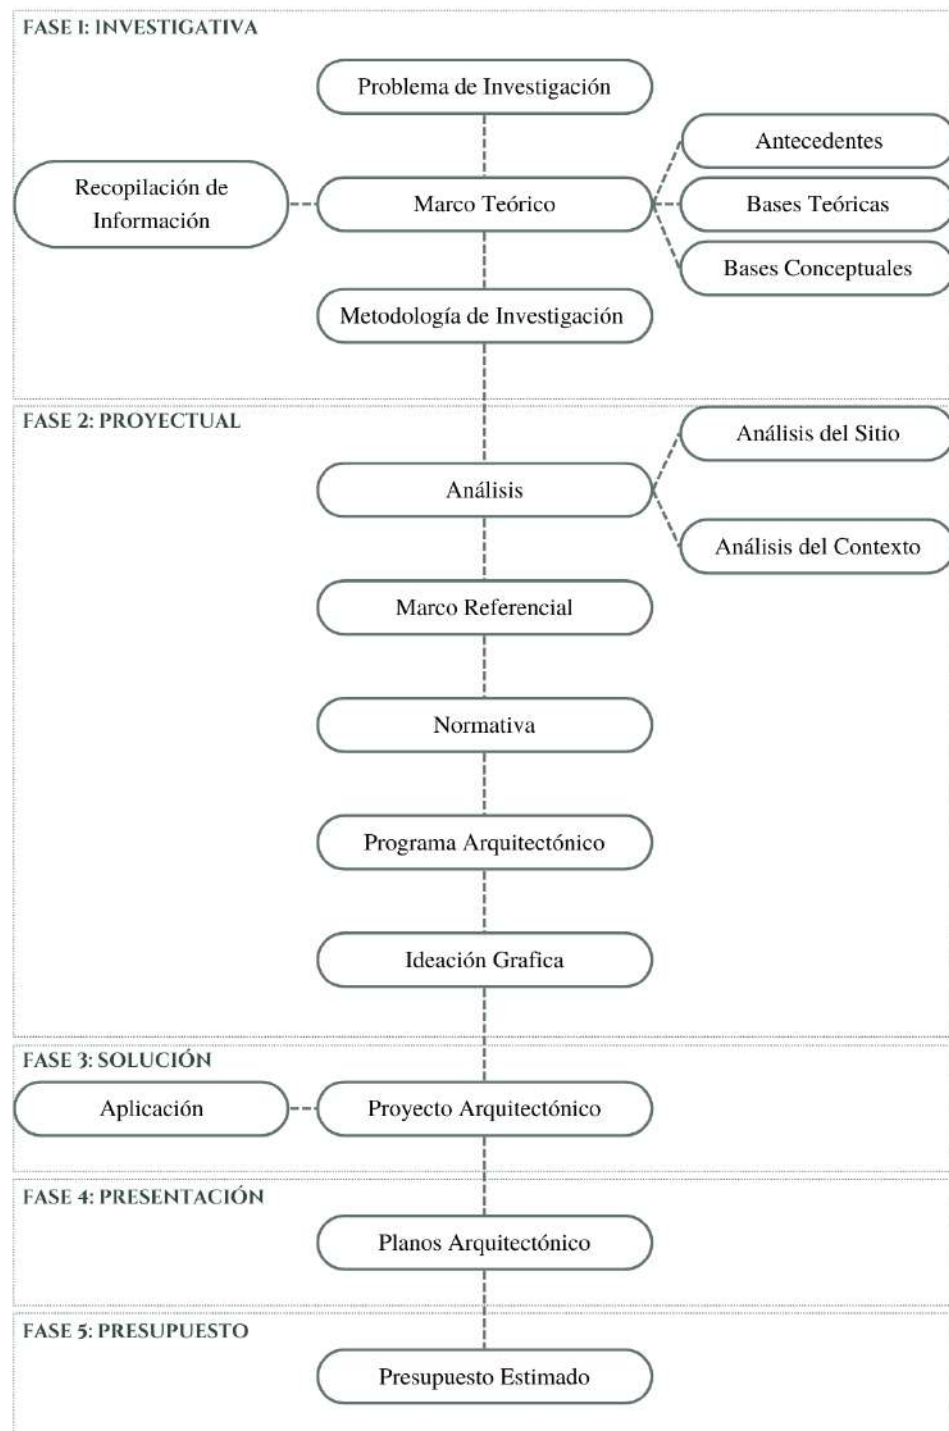 FASE 1: INVESTIGATIVA
Problema de Investigación
Antecedentes
Recopilación de
Información
Marco Teórico
Bases Teóricas
Bases Conceptuales
Metodología de Investigación
FASE 2: PROYECTUAL
Análisis del Sitio
Análisis
Análisis del Contexto
Marco Referencial
Normativa
Programa Arquitectónico
Ideación Grafica
FASE 3: SOLUCIÓN
Aplicación
Proyecto Arquitectónico
FASE 4: PRESENTACIÓN
Planos Arquitectónico
FASE 5: PRESUPUESTO
Presupuesto Estimado